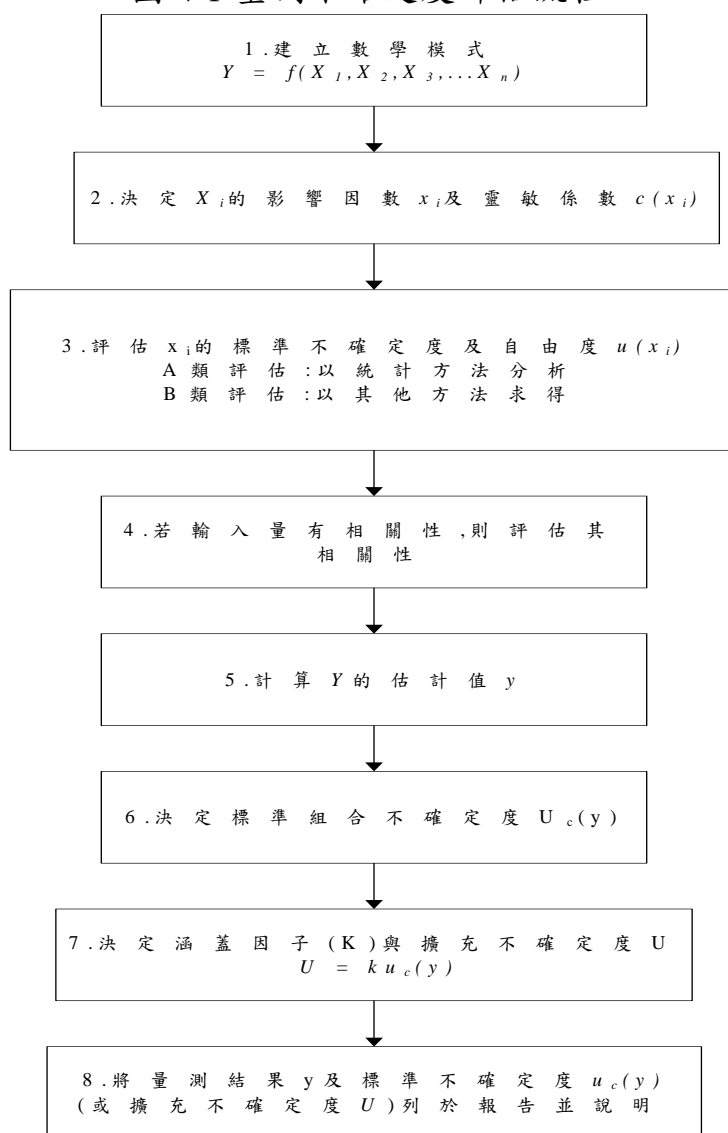 1.建立數學模式
Y = f(X1,X2,X3,...Xn)
2.決定Xi的影響因數xi及靈敏係數c(xi)
3.評估xi的標準不確定度及自由度u(xi)
A類評估:以統計方法分析
B類評估:以其他方法求得
4.若輸入量有相關性,則評估其
相關性
5.計算Y的估計值y
6.決定標準組合不確定度Uc(y)
7.決定涵蓋因子(K)與擴充不確定度U
U = kuc(y)
8.將量測結果y及標準不確定度uc(y)
(或擴充不確定度U)列於報告並說明